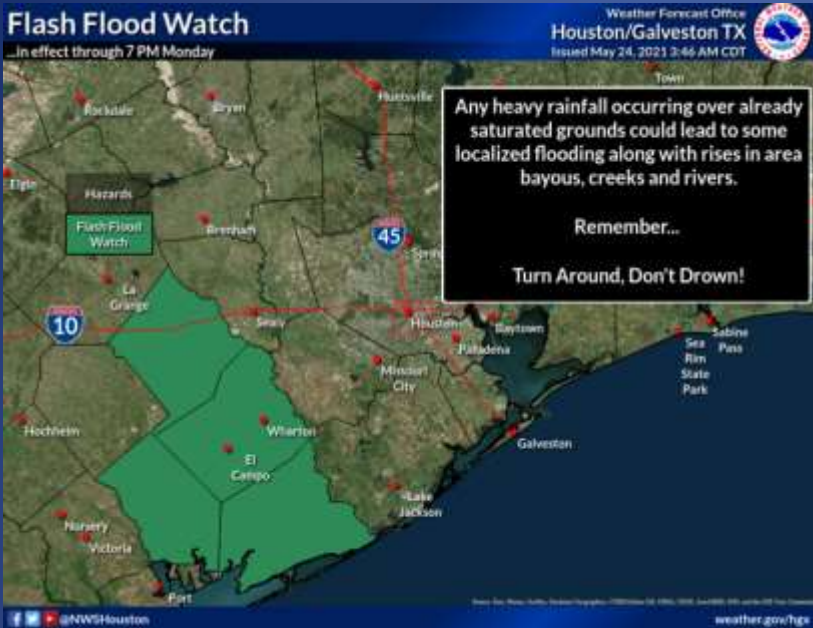 Flash Flood Watch
...in effect through 7 PM Monday
Weather Forecast Office
Houston/Galveston TX
Issued May 24, 2021 3:46 AM CDT
Town
Any heavy rainfall occurring over already
saturated grounds could lead to some
localized flooding along with rises in area
bayous, creeks and rivers.
Remember...
Turn Around, Don't Drown!
Hazards
Flash Flood
Watch
Rockdale
Bryan
Huntsville
Elgin
Brenham
45
Sprin
La
Grange
10
Sealy
Houston
Baytown
Pasadena
Sabine
Pass
Sea
Rim
State
Park
Missouri
City
Hochheim
Wharton
El
Campo
Galveston
Lake
Jackson
Nursery
Victoria
Port
@NWSHouston
weather.gov/hgx